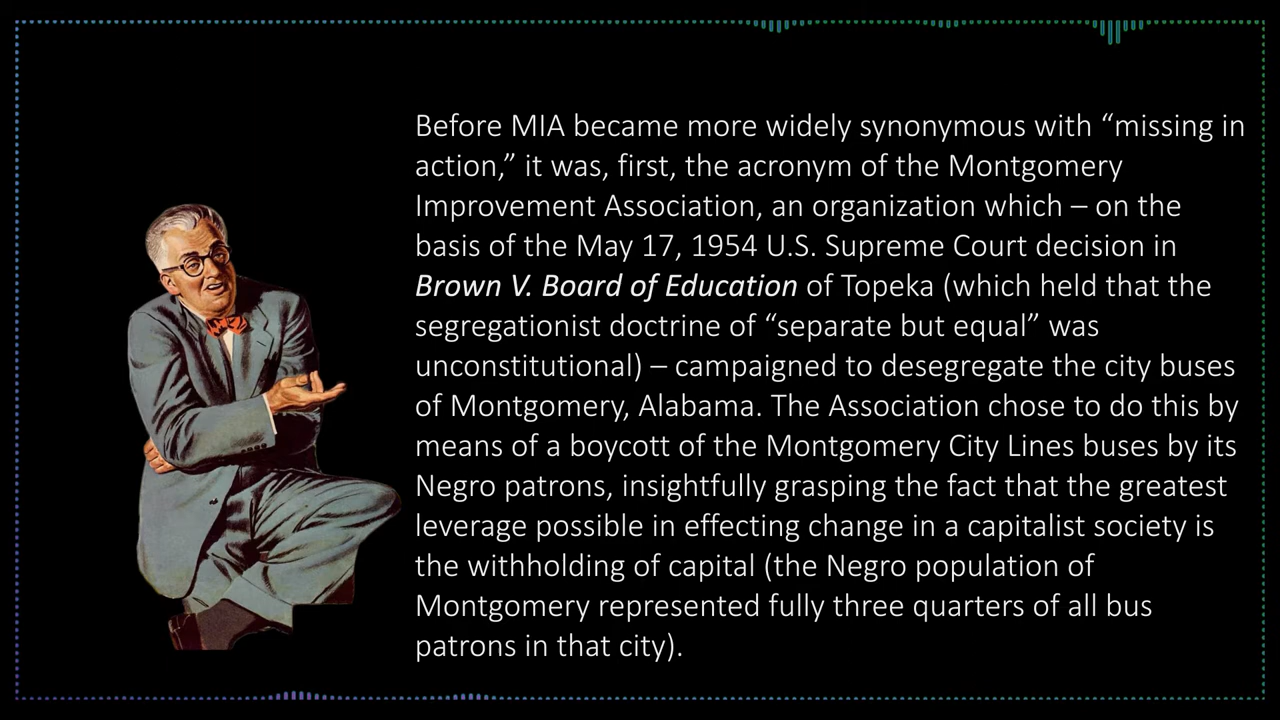 Before MIA became more widely synonymous with “missing in
action,” it was, first, the acronym of the Montgomery
Improvement Association, an organization which – on the
basis of the May 17, 1954 U.S. Supreme Court decision in
Brown V. Board of Education of Topeka (which held that the
segregationist doctrine of “separate but equal” was
unconstitutional) – campaigned to desegregate the city buses
of Montgomery, Alabama. The Association chose to do this by
means of a boycott of the Montgomery City Lines buses by its
Negro patrons, insightfully grasping the fact that the greatest
leverage possible in effecting change in a capitalist society is
the withholding of capital (the Negro population of
Montgomery represented fully three quarters of all bus
patrons in that city).